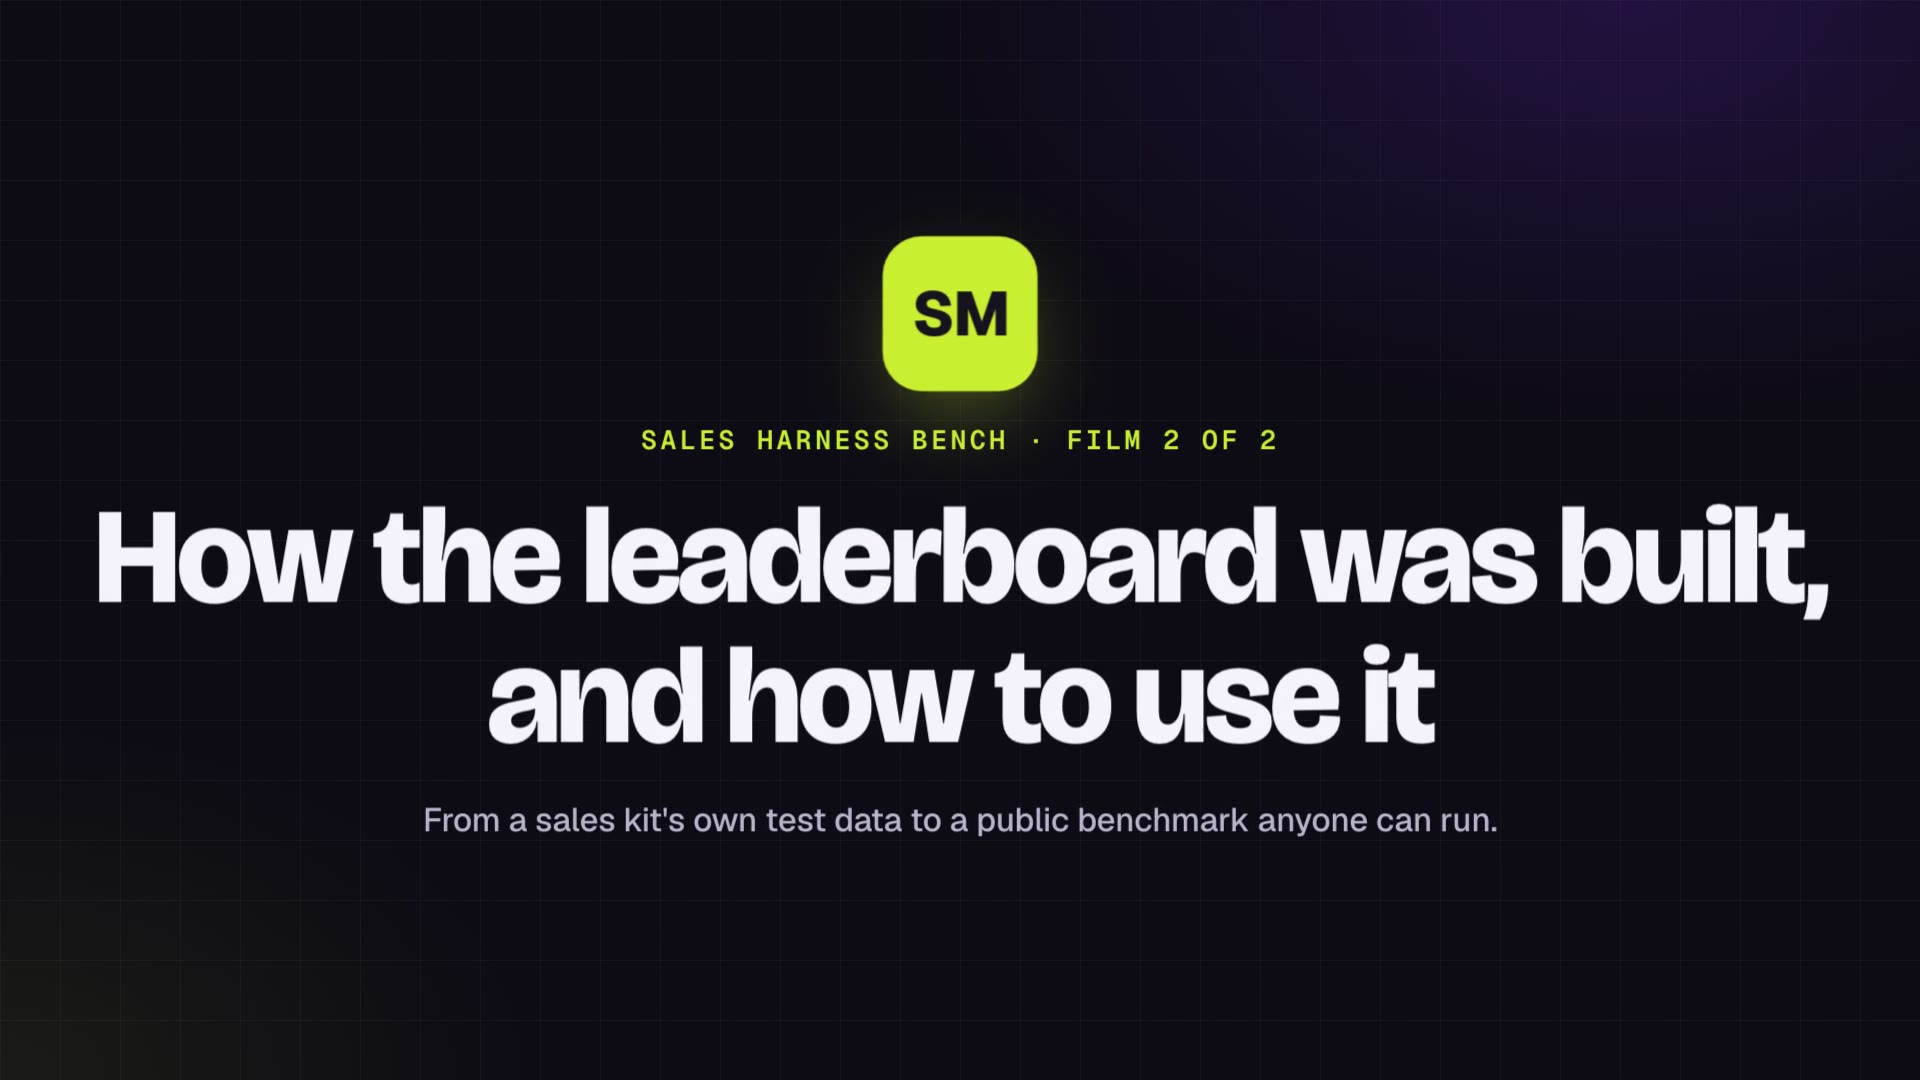 SM
SALES HARNESS BENCH · FILM 2 OF 2
How the leaderboard was built,
and how to use it
From a sales kit's own test data to a public benchmark anyone can run.